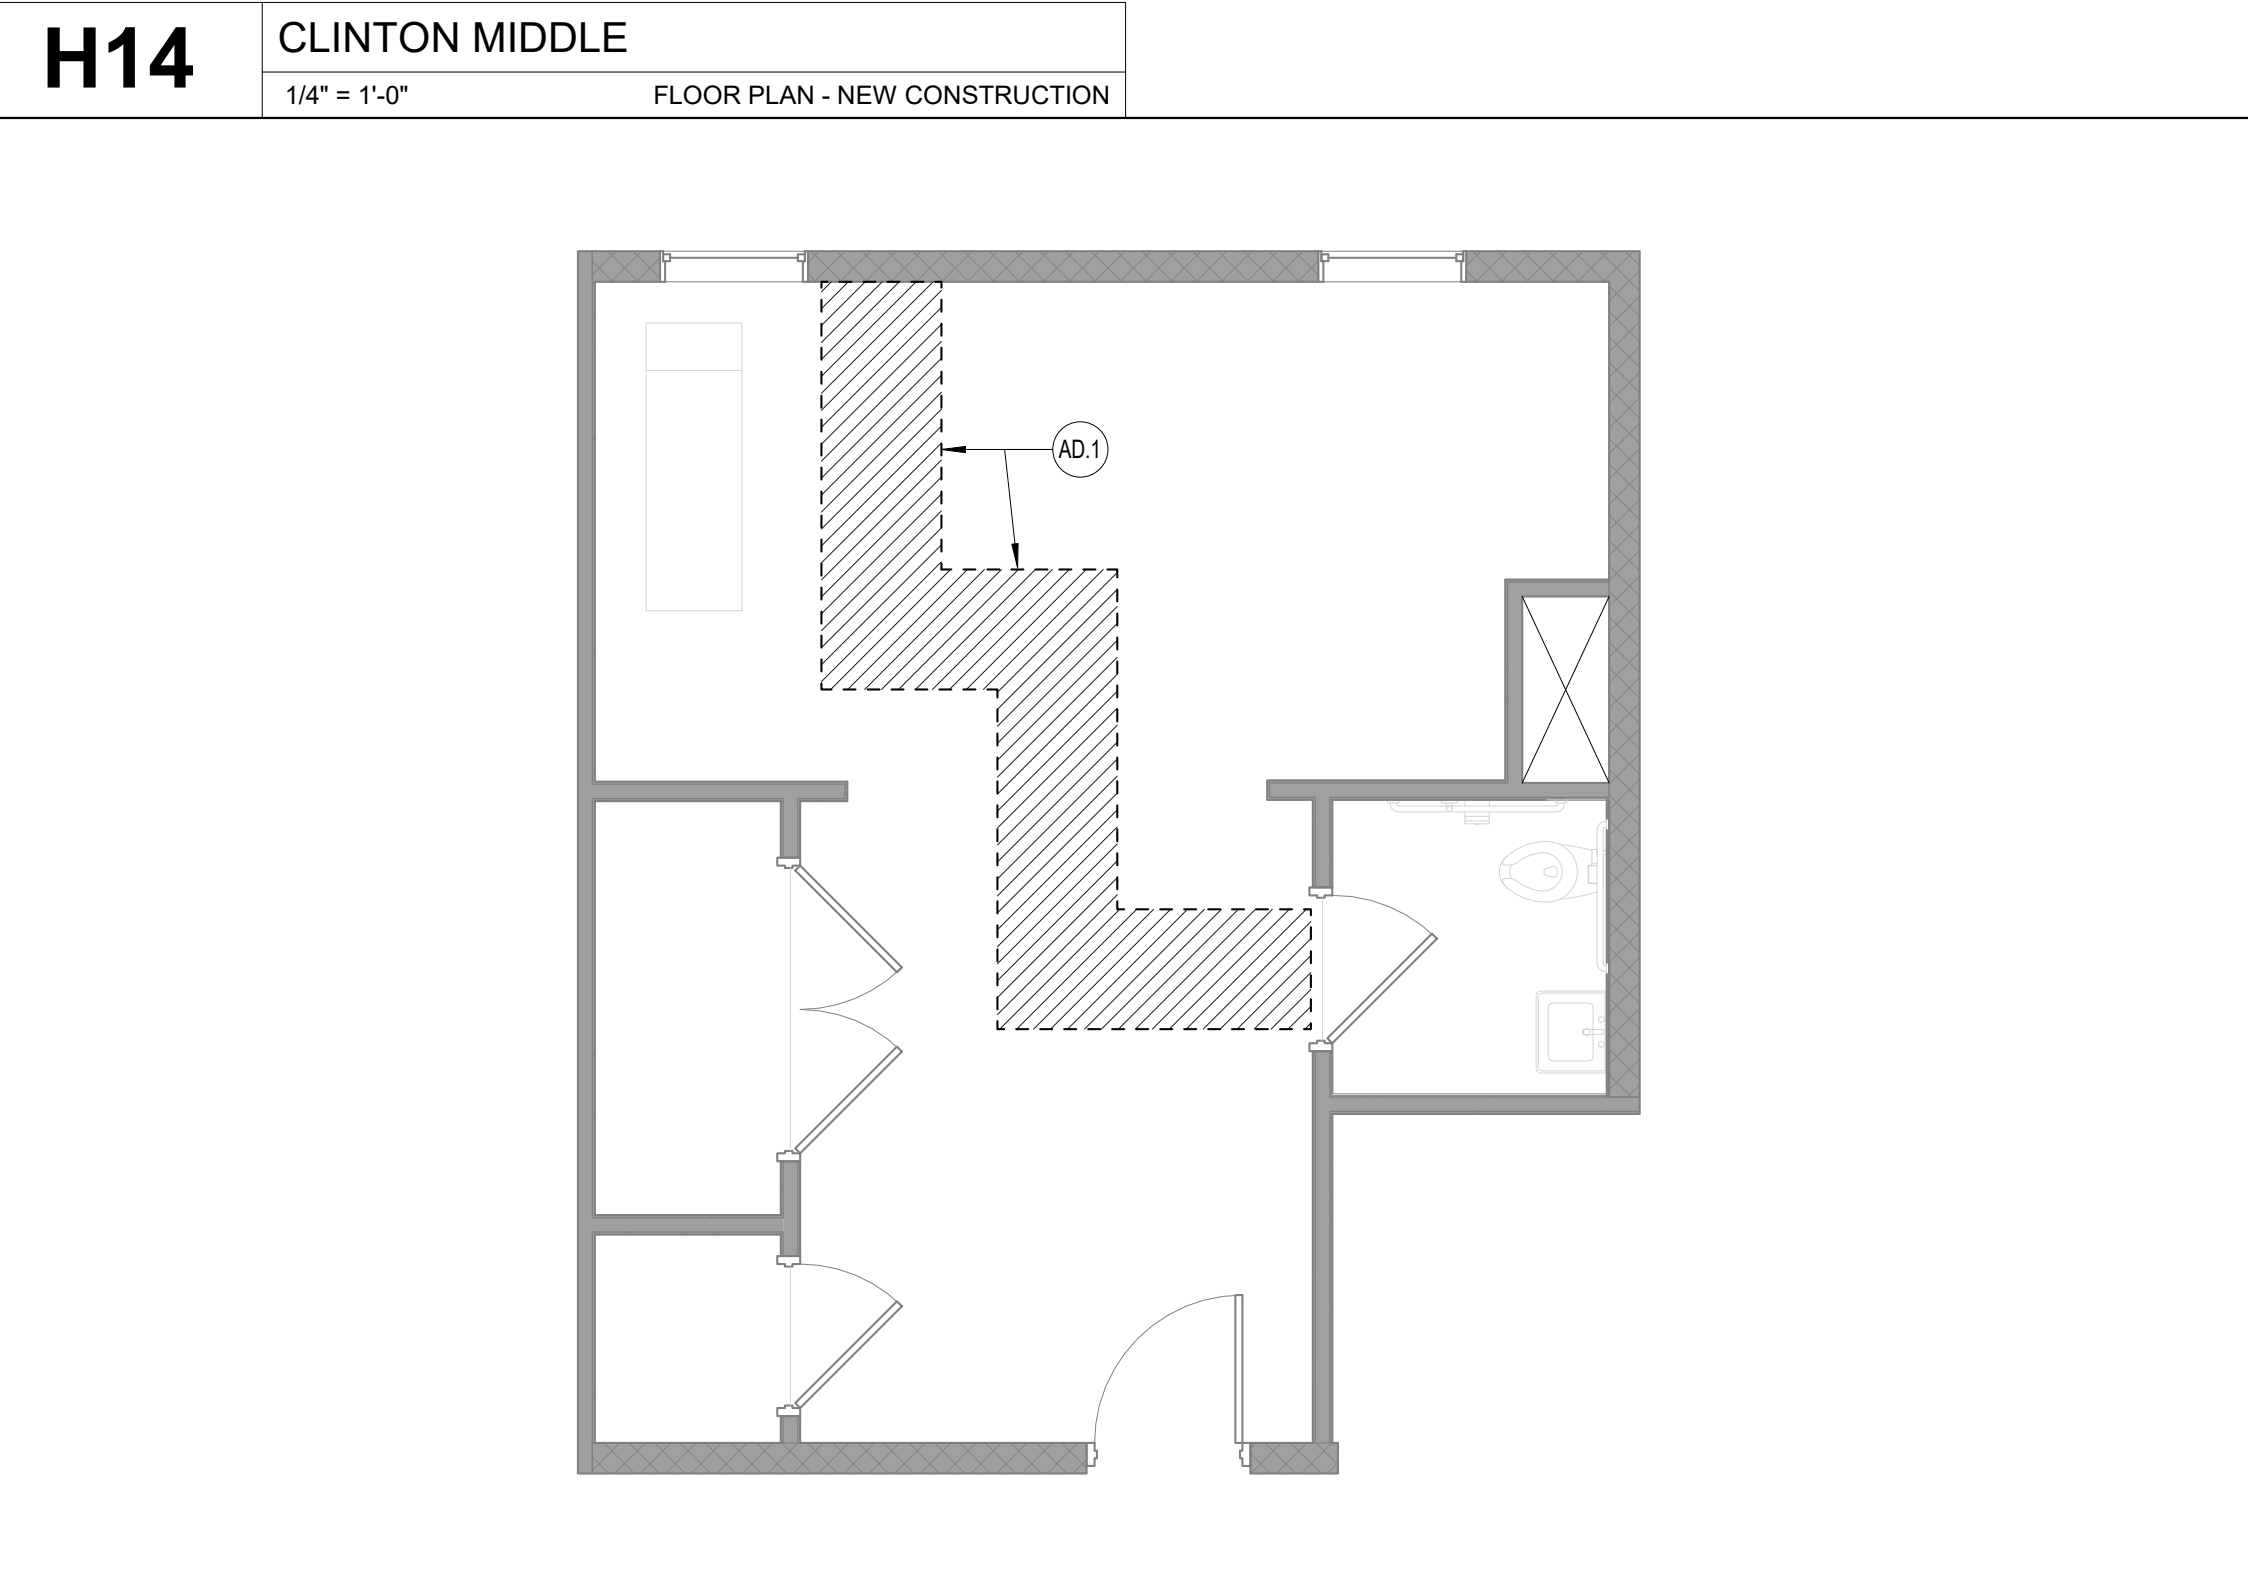 H14
CLINTON MIDDLE
1/4" = 1'-0" FLOOR PLAN - NEW CONSTRUCTION
AD.1